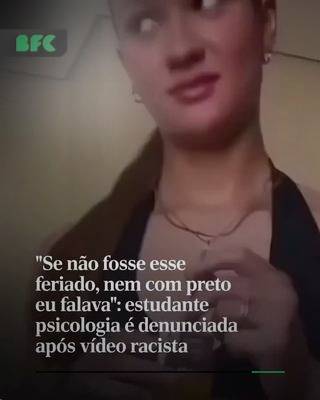 BFC
"Se não fosse esse
feriado, nem com preto
eu falava": estudante
psicologia é denunciada
após vídeo racista